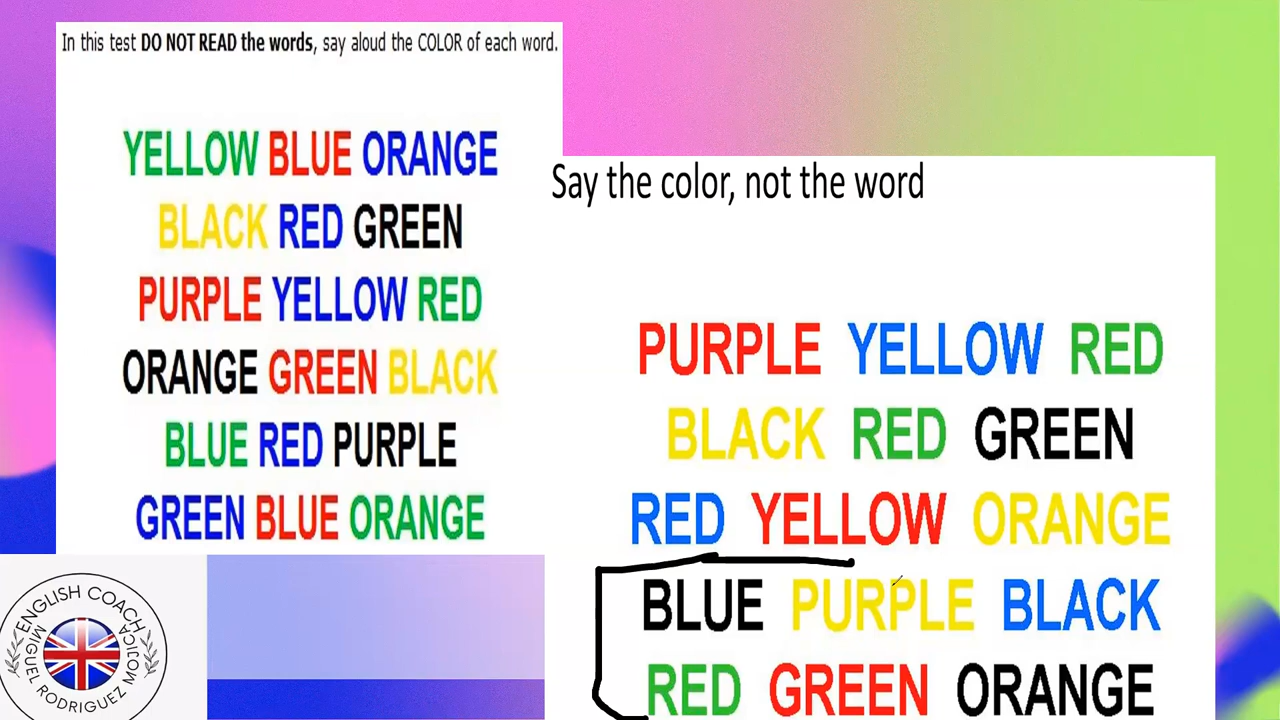 In this test DO NOT READ the words, say aloud the COLOR of each word.
YELLOW BLUE ORANGE
BLACK RED GREEN
PURPLE YELLOW RED
ORANGE GREEN BLACK
BLUE RED PURPLE
GREEN BLUE ORANGE
Say the color, not the word
PURPLE YELLOW RED
BLACK RED GREEN
RED YELLOW ORANGE
BLUE PURPLE BLACK
RED GREEN ORANGE
ENGLISH COACH
MIGUEL RODRIGUEZ MOJICA